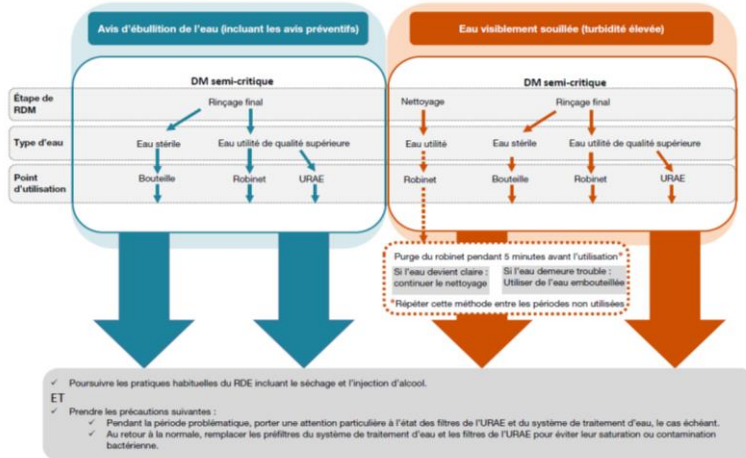 Avis d'ébullition de l'eau (incluant les avis préventifs)
Eau visiblement souillée (turbidité élevée)
DM semi-critique
DM semi-critique
Étape de RDM
Rinçage final
Nettoyage
Rinçage final
Type d'eau
Eau stérile
Eau utilité de qualité supérieure
Eau utilité
Eau stérile
Eau utilité de qualité supérieure
Point d'utilisation
Bouteille
Robinet
URAE
Robinet
Bouteille
Robinet
URAE
Purge du robinet pendant 5 minutes avant l'utilisation*
Si l'eau devient claire :
continuer le nettoyage
Si l'eau demeure trouble :
Utiliser de l'eau embouteillée
*Répéter cette méthode entre les périodes non utilisées
✓ Poursuivre les pratiques habituelles du RDE incluant le séchage et l'injection d'alcool.
ET
✓ Prendre les précautions suivantes :
✓ Pendant la période problématique, porter une attention particulière à l'état des filtres de l'URAE et du système de traitement d'eau, le cas échéant.
✓ Au retour à la normale, remplacer les préfiltres du système de traitement d'eau et les filtres de l'URAE pour éviter leur saturation ou contamination
bactérienne.